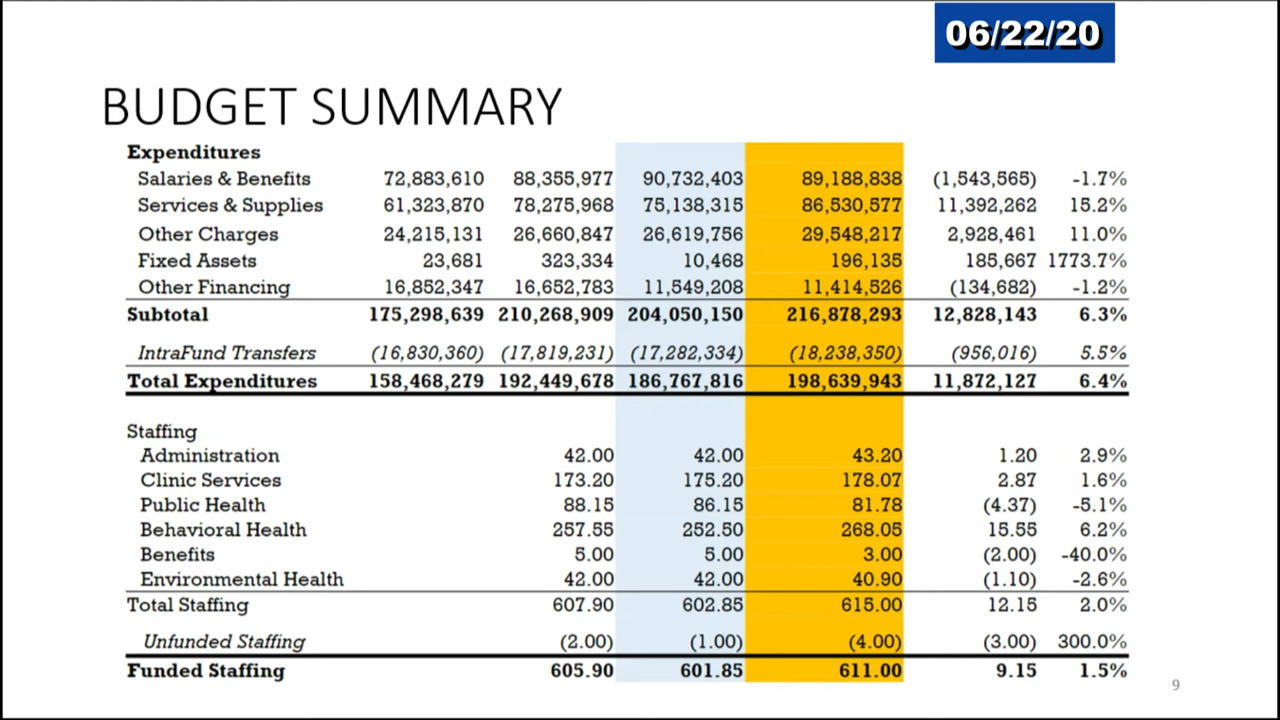 06/22/20
BUDGET SUMMARY
Expenditures
Salaries & Benefits 72,883,610 88,355,977 90,732,403 89,188,838 (1,543,565) -1.7%
Services & Supplies 61,323,870 78,275,968 75,138,315 86,530,577 11,392,262 15.2%
Other Charges 24,215,131 26,660,847 26,619,756 29,548,217 2,928,461 11.0%
Fixed Assets 23,681 323,334 10,468 196,135 185,667 1773.7%
Other Financing 16,852,347 16,652,783 11,549,208 11,414,526 (134,682) -1.2%
Subtotal 175,298,639 210,268,909 204,050,150 216,878,293 12,828,143 6.3%
IntraFund Transfers (16,830,360) (17,819,231) (17,282,334) (18,238,350) (956,016) 5.5%
Total Expenditures 158,468,279 192,449,678 186,767,816 198,639,943 11,872,127 6.4%
Staffing
Administration 42.00 42.00 43.20 1.20 2.9%
Clinic Services 173.20 175.20 178.07 2.87 1.6%
Public Health 88.15 86.15 81.78 (4.37) -5.1%
Behavioral Health 257.55 252.50 268.05 15.55 6.2%
Benefits 5.00 5.00 3.00 (2.00) -40.0%
Environmental Health 42.00 42.00 40.90 (1.10) -2.6%
Total Staffing 607.90 602.85 615.00 12.15 2.0%
Unfunded Staffing (2.00) (1.00) (4.00) (3.00) 300.0%
Funded Staffing 605.90 601.85 611.00 9.15 1.5%
9